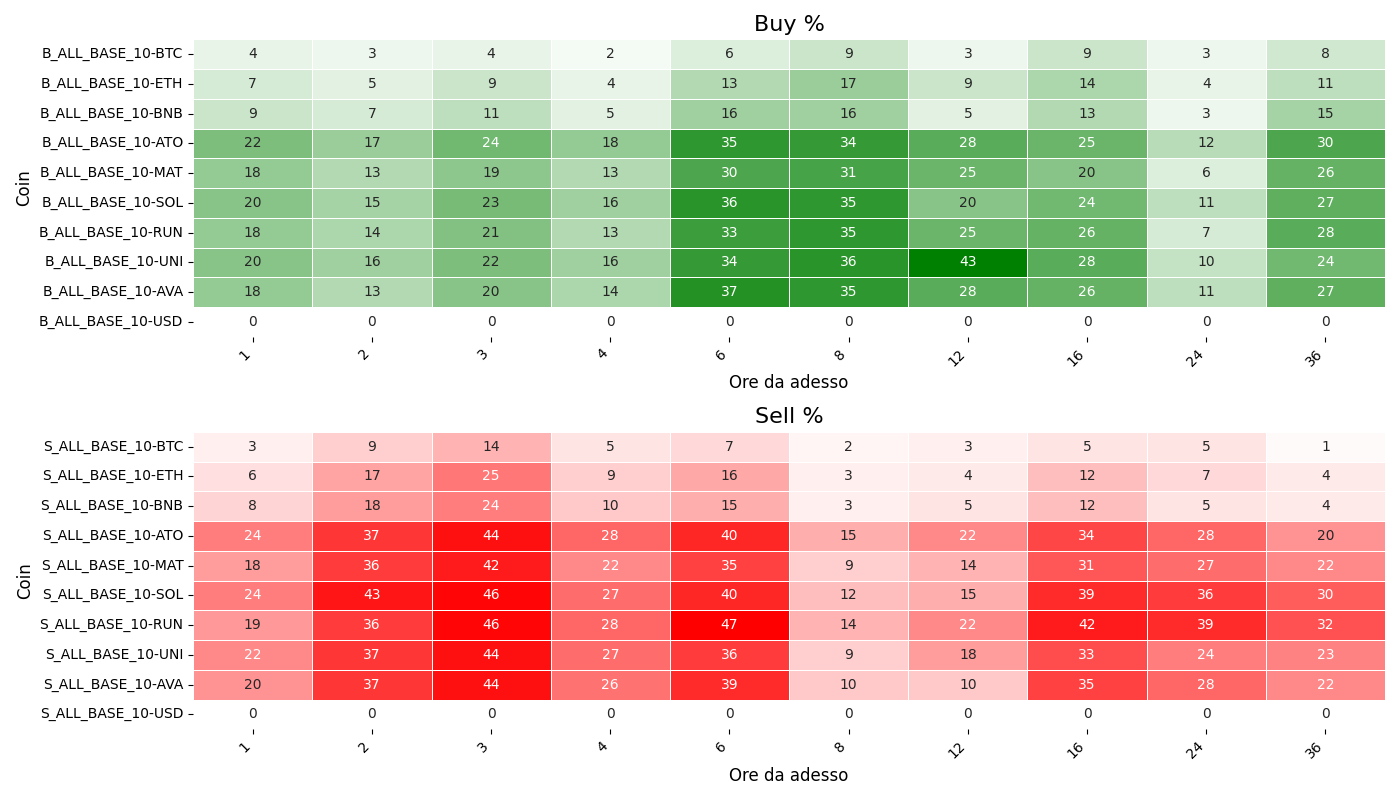 Buy %
Coin
B_ALL_BASE_10-BTC 4 3 4 2 6 9 3 9 3 8
B_ALL_BASE_10-ETH 7 5 9 4 13 17 9 14 4 11
B_ALL_BASE_10-BNB 9 7 11 5 16 16 5 13 3 15
B_ALL_BASE_10-ATO 22 17 24 18 35 34 28 25 12 30
B_ALL_BASE_10-MAT 18 13 19 13 30 31 25 20 6 26
B_ALL_BASE_10-SOL 20 15 23 16 36 35 20 24 11 27
B_ALL_BASE_10-RUN 18 14 21 13 33 35 25 26 7 28
B_ALL_BASE_10-UNI 20 16 22 16 34 36 43 28 10 24
B_ALL_BASE_10-AVA 18 13 20 14 37 35 28 26 11 27
B_ALL_BASE_10-USD 0 0 0 0 0 0 0 0 0 0
1 2 3 4 6 8 12 16 24 36
Ore da adesso
Sell %
Coin
S_ALL_BASE_10-BTC 3 9 14 5 7 2 3 5 5 1
S_ALL_BASE_10-ETH 6 17 25 9 16 3 4 12 7 4
S_ALL_BASE_10-BNB 8 18 24 10 15 3 5 12 5 4
S_ALL_BASE_10-ATO 24 37 44 28 40 15 22 34 28 20
S_ALL_BASE_10-MAT 18 36 42 22 35 9 14 31 27 22
S_ALL_BASE_10-SOL 24 43 46 27 40 12 15 39 36 30
S_ALL_BASE_10-RUN 19 36 46 28 47 14 22 42 39 32
S_ALL_BASE_10-UNI 22 37 44 27 36 9 18 33 24 23
S_ALL_BASE_10-AVA 20 37 44 26 39 10 10 35 28 22
S_ALL_BASE_10-USD 0 0 0 0 0 0 0 0 0 0
1 2 3 4 6 8 12 16 24 36
Ore da adesso